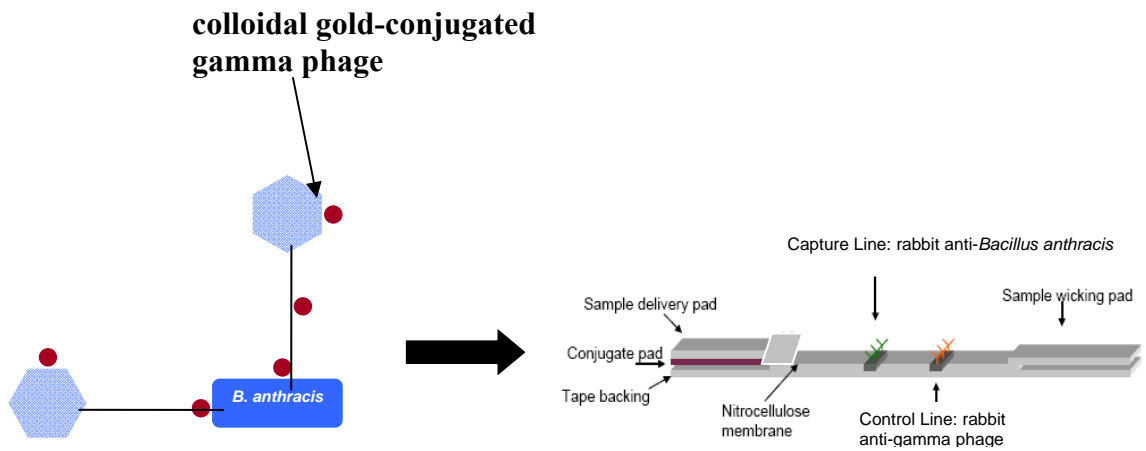 colloidal gold-conjugated
gamma phage
B. anthracis
Capture Line: rabbit anti-Bacillus anthracis
Sample delivery pad
Sample wicking pad
Conjugate pad
Tape backing
Nitrocellulose
membrane
Control Line: rabbit
anti-gamma phage